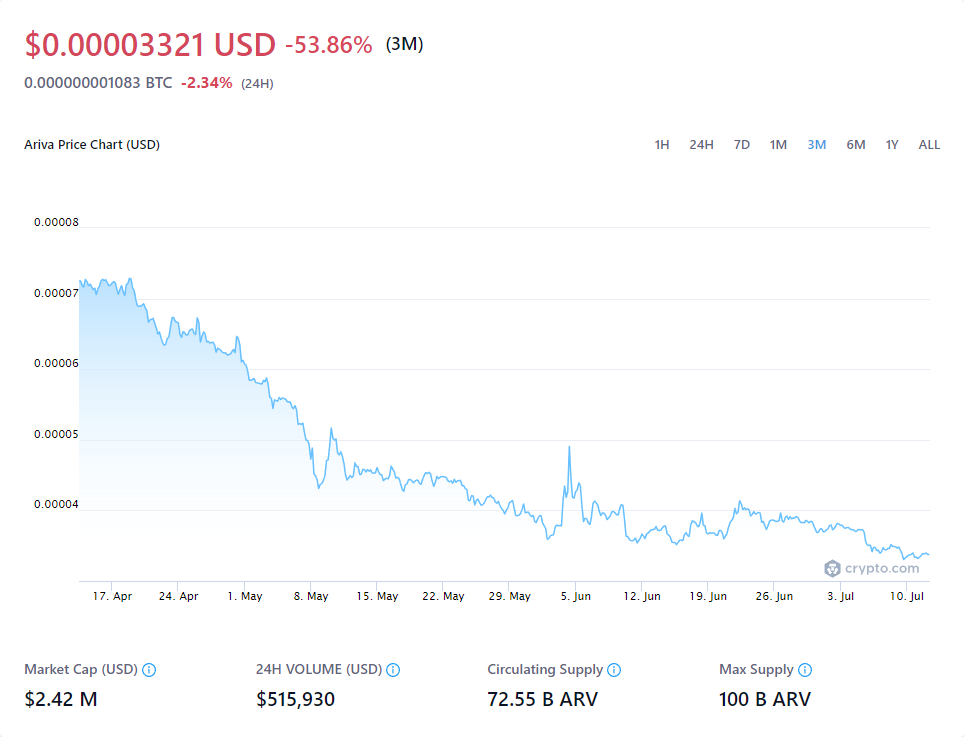 $0.00003321 USD -53.86% (3M)
0.000000001083 BTC -2.34% (24H)
Ariva Price Chart (USD) 1H 24H 7D 1M 3M 6M 1Y ALL
0.00008
0.00007
0.00006
0.00005
0.00004
crypto.com
17. Apr 24. Apr 1. May 8. May 15. May 22. May 29. May 5. Jun 12. Jun 19. Jun 26. Jun 3. Jul 10. Jul
Market Cap (USD) 24H VOLUME (USD) Circulating Supply Max Supply
$2.42 M $515,930 72.55 B ARV 100 B ARV